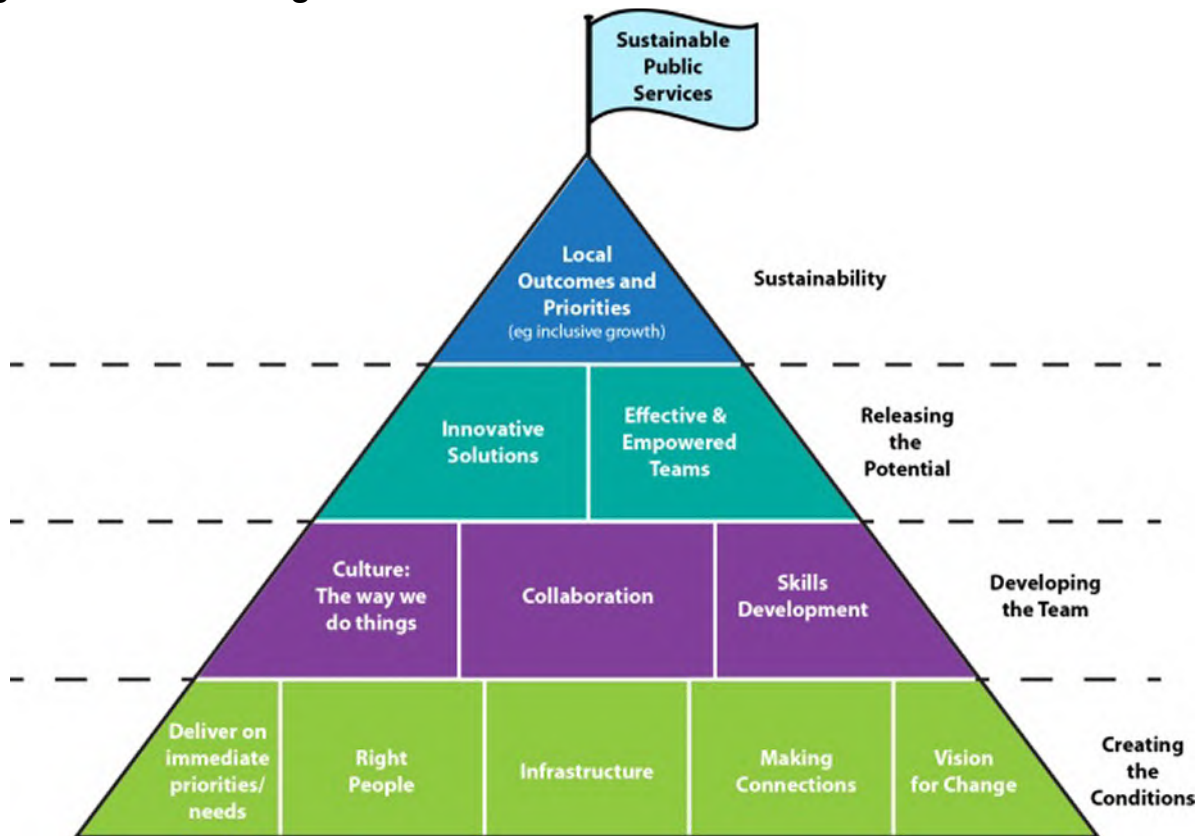 Sustainable
Public
Services
Local
Outcomes and
Priorities
(eg inclusive growth)
Sustainability
Innovative
Solutions
Effective &
Empowered
Teams
Releasing
the
Potential
Culture:
The way we
do things
Collaboration
Skills
Development
Developing
the Team
Deliver on
immediate
priorities/
needs
Right
People
Infrastructure
Making
Connections
Vision
for Change
Creating
the
Conditions